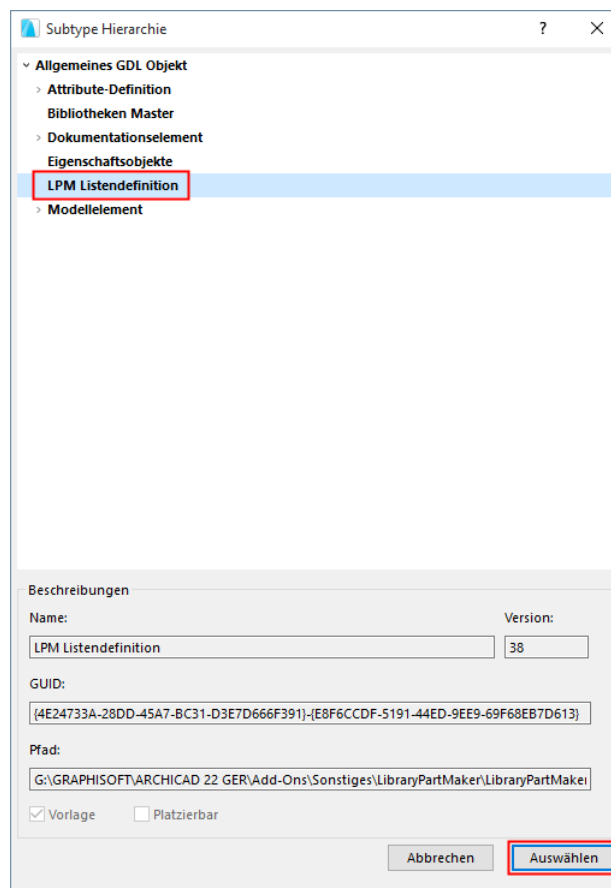 Subtype Hierarchie ? ×
Allgemeines GDL Objekt
Attribute-Definition
Bibliotheken Master
Dokumentationselement
Eigenschaftsobjekte
LPM Listendefinition
Modellelement
Beschreibungen
Name: Version:
LPM Listendefinition 38
GUID:
{4E24733A-28DD-45A7-BC31-D3E7D666F391}-{E8F6CCDF-5191-44ED-9EE9-69F68EB7D613}
Pfad:
G:\GRAPHISOFT\ARCHICAD 22 GER\Add-Ons\Sonstiges\LibraryPartMaker\LibraryPartMaker
Vorlage Platzierbar
Abbrechen Auswählen